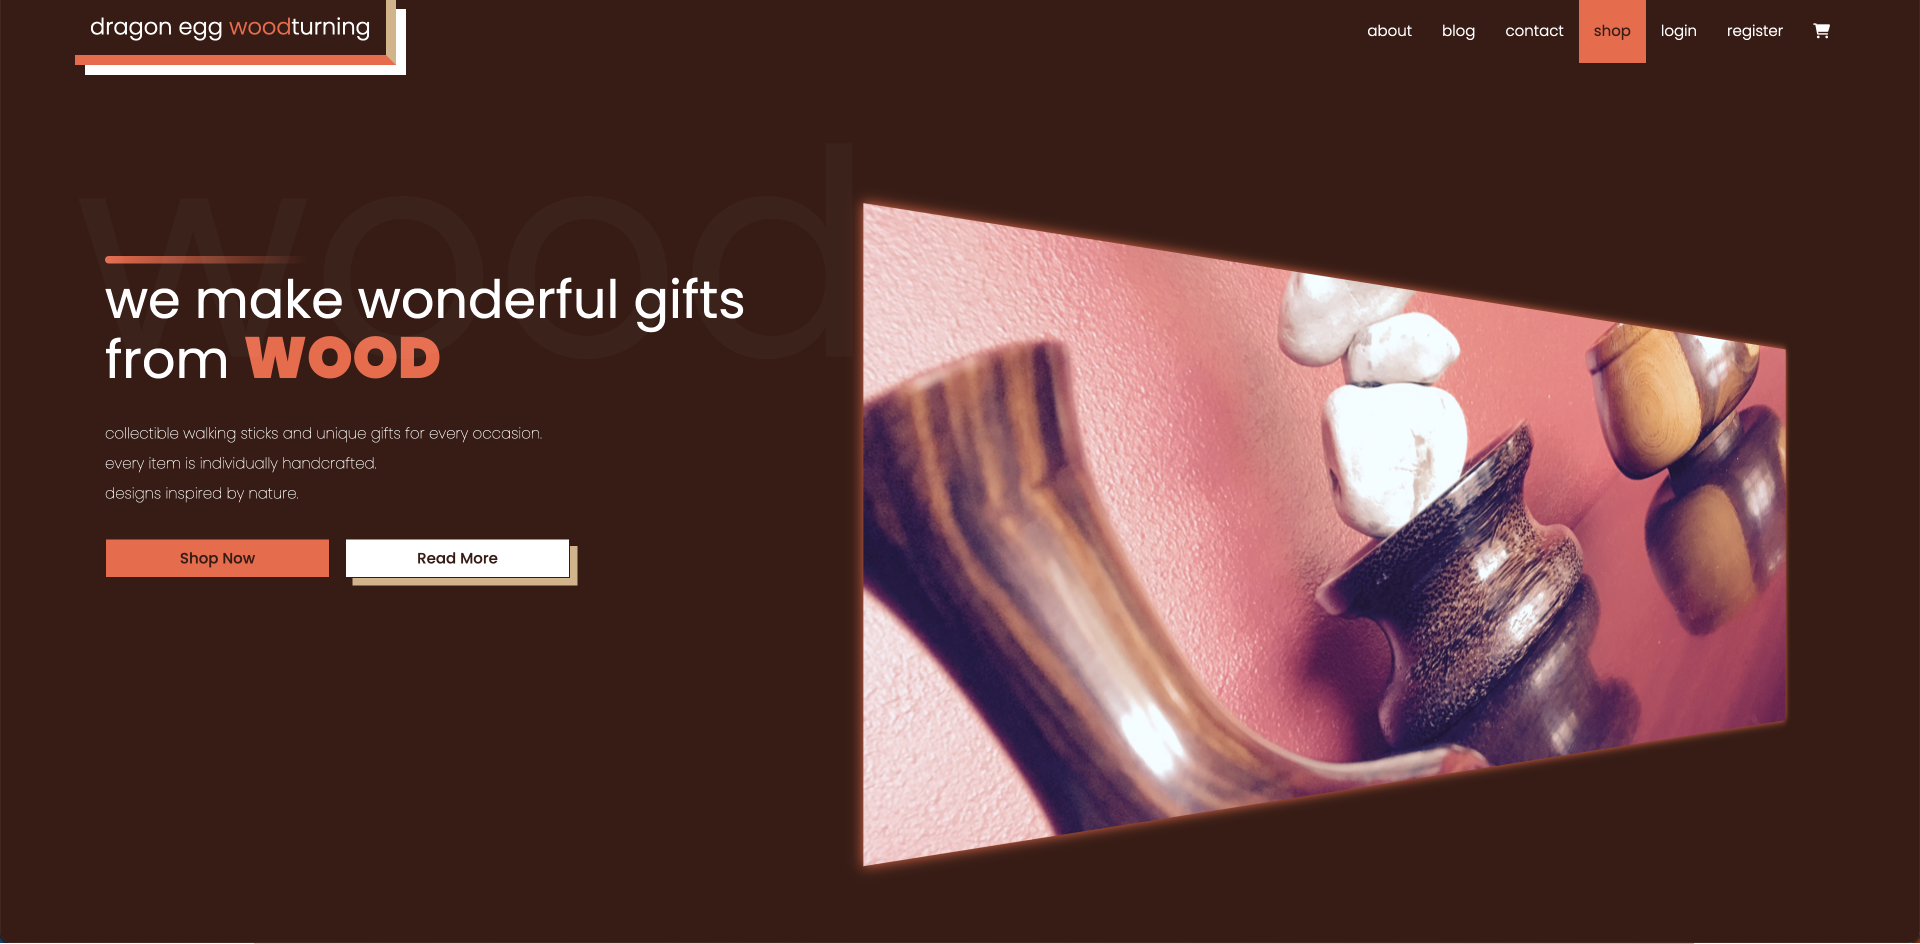 dragon egg woodturning
about blog contact shop login register
wood
we make wonderful gifts
from WOOD
collectible walking sticks and unique gifts for every occasion.
every item is individually handcrafted.
designs inspired by nature.
Shop Now Read More